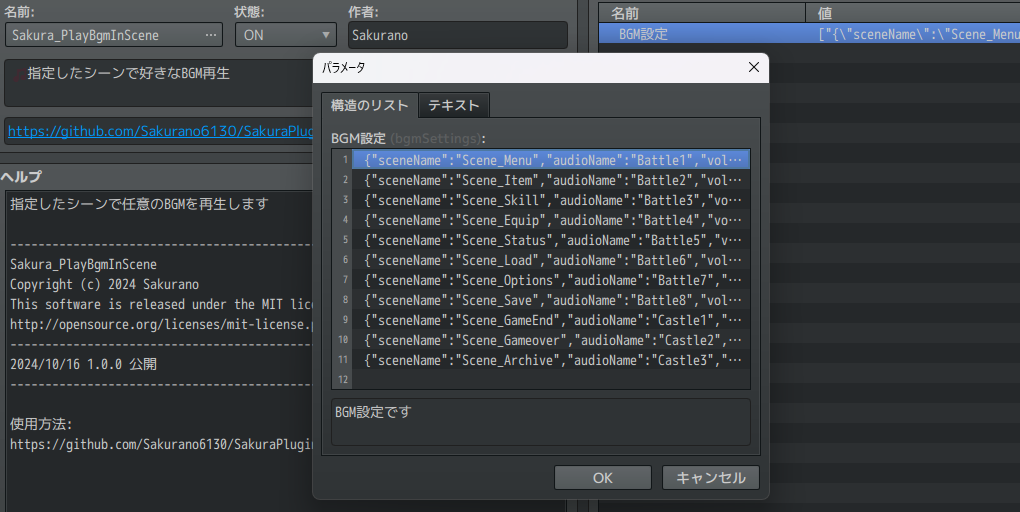 名前:
状態:
作者:
Sakura_PlayBgmInScene ...
ON
Sakurano
指定したシーンで好きなBGM再生
https://github.com/Sakurano6130/SakuraPlug
ヘルプ
指定したシーンで任意のBGMを再生します
----------------------------------------
Sakura_PlayBgmInScene
Copyright (c) 2024 Sakurano
This software is released under the MIT lic
http://opensource.org/licenses/mit-license.p
----------------------------------------
2024/10/16 1.0.0 公開
----------------------------------------
使用方法:
https://github.com/Sakurano6130/SakuraPlugin
名前
値
BGM設定
["{\"sceneName\":\"Scene_Menu
パラメータ
構造のリスト
テキスト
BGM設定 (bgmSettings):
1 {"sceneName":"Scene_Menu","audioName":"Battle1","vol…
2 {"sceneName":"Scene_Item","audioName":"Battle2","vol…
3 {"sceneName":"Scene_Skill","audioName":"Battle3","vo…
4 {"sceneName":"Scene_Equip","audioName":"Battle4","vo…
5 {"sceneName":"Scene_Status","audioName":"Battle5","v…
6 {"sceneName":"Scene_Load","audioName":"Battle6","vol…
7 {"sceneName":"Scene_Options","audioName":"Battle7","…
8 {"sceneName":"Scene_Save","audioName":"Battle8","vol…
9 {"sceneName":"Scene_GameEnd","audioName":"Castle1","…
10 {"sceneName":"Scene_Gameover","audioName":"Castle2",…
11 {"sceneName":"Scene_Archive","audioName":"Castle3","…
12
BGM設定です
OK
キャンセル